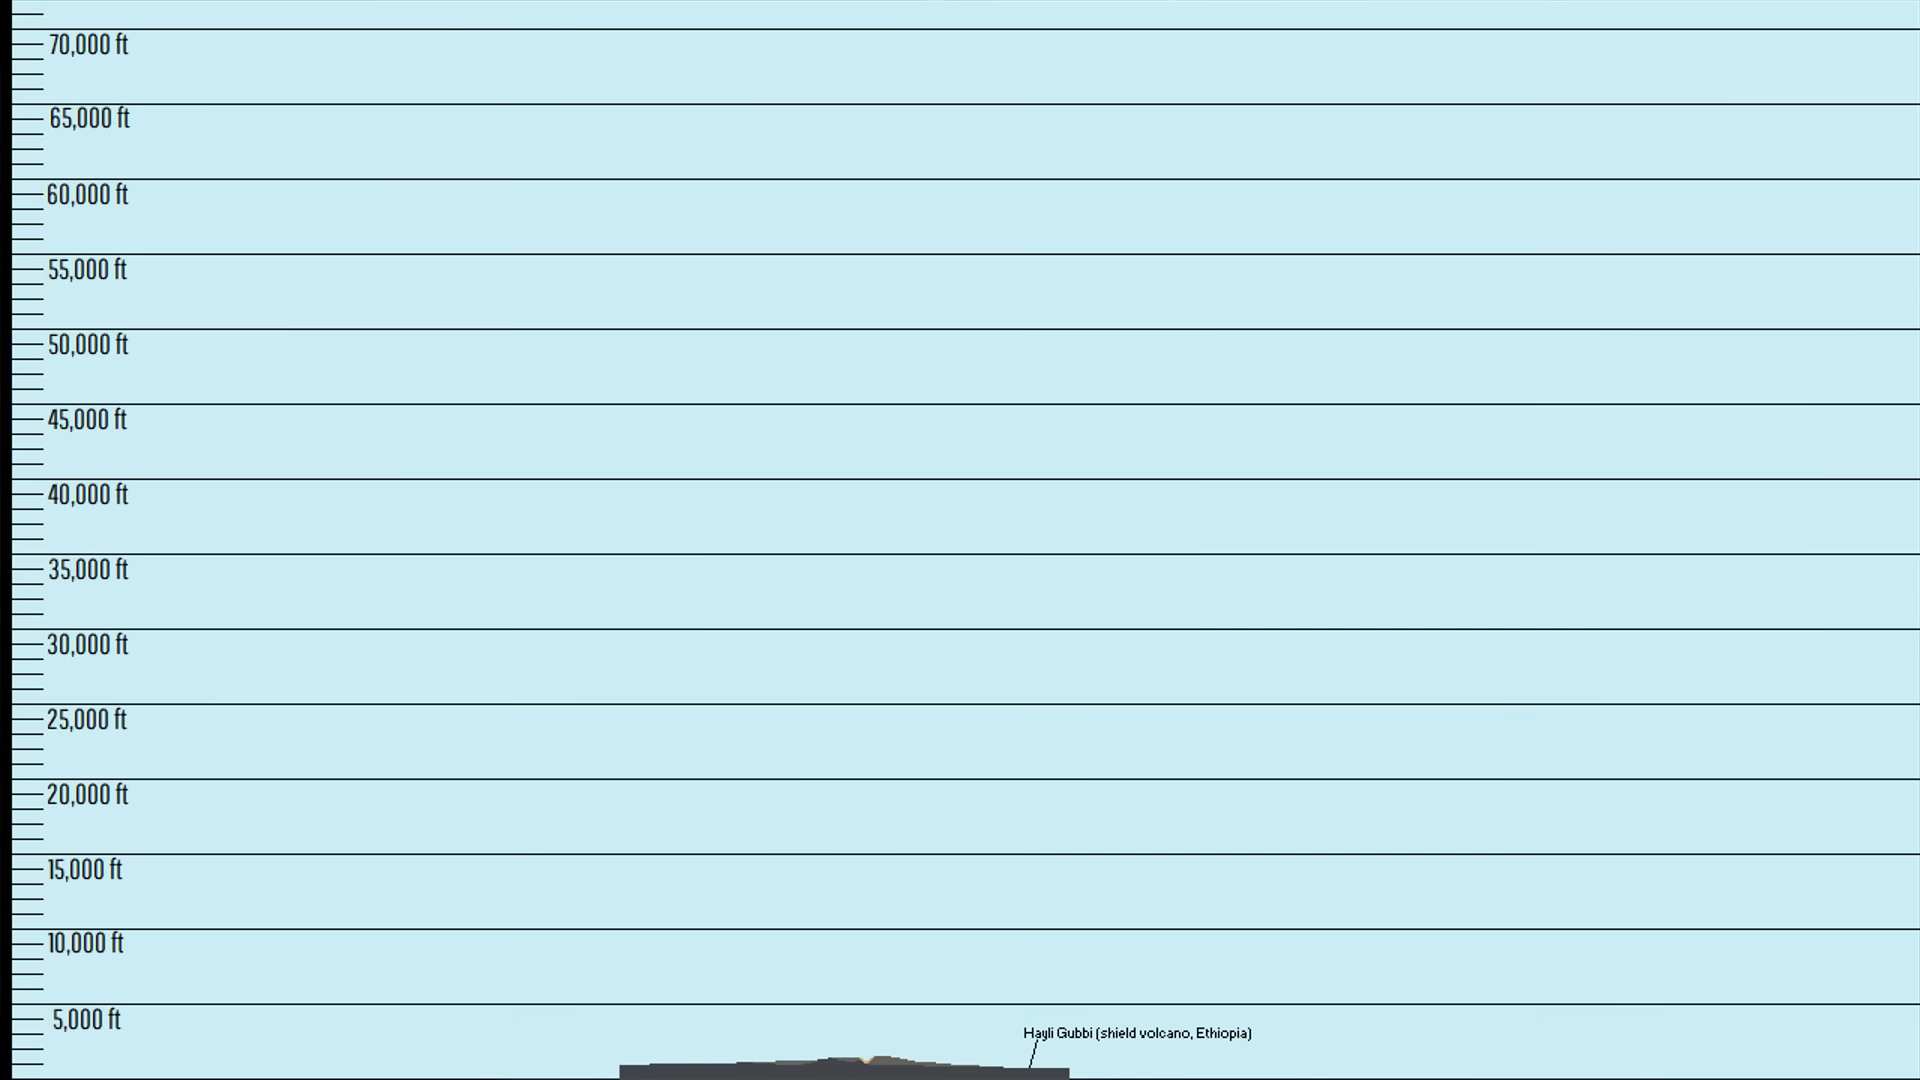 70,000 ft
65,000 ft
60,000 ft
55,000 ft
50,000 ft
45,000 ft
40,000 ft
35,000 ft
30,000 ft
25,000 ft
20,000 ft
15,000 ft
10,000 ft
5,000 ft
Hayli Gubbi (shield volcano, Ethiopia)